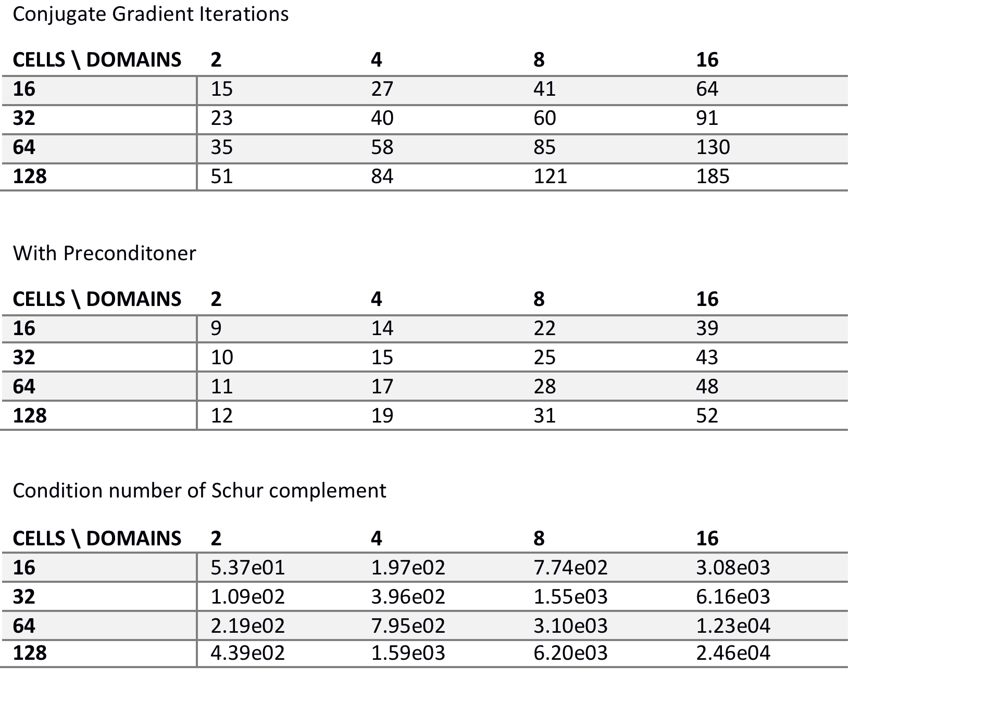 Conjugate Gradient Iterations
CELLS \ DOMAINS 2 4 8 16
16 15 27 41 64
32 23 40 60 91
64 35 58 85 130
128 51 84 121 185
With Preconditoner
CELLS \ DOMAINS 2 4 8 16
16 9 14 22 39
32 10 15 25 43
64 11 17 28 48
128 12 19 31 52
Condition number of Schur complement
CELLS \ DOMAINS 2 4 8 16
16 5.37e01 1.97e02 7.74e02 3.08e03
32 1.09e02 3.96e02 1.55e03 6.16e03
64 2.19e02 7.95e02 3.10e03 1.23e04
128 4.39e02 1.59e03 6.20e03 2.46e04